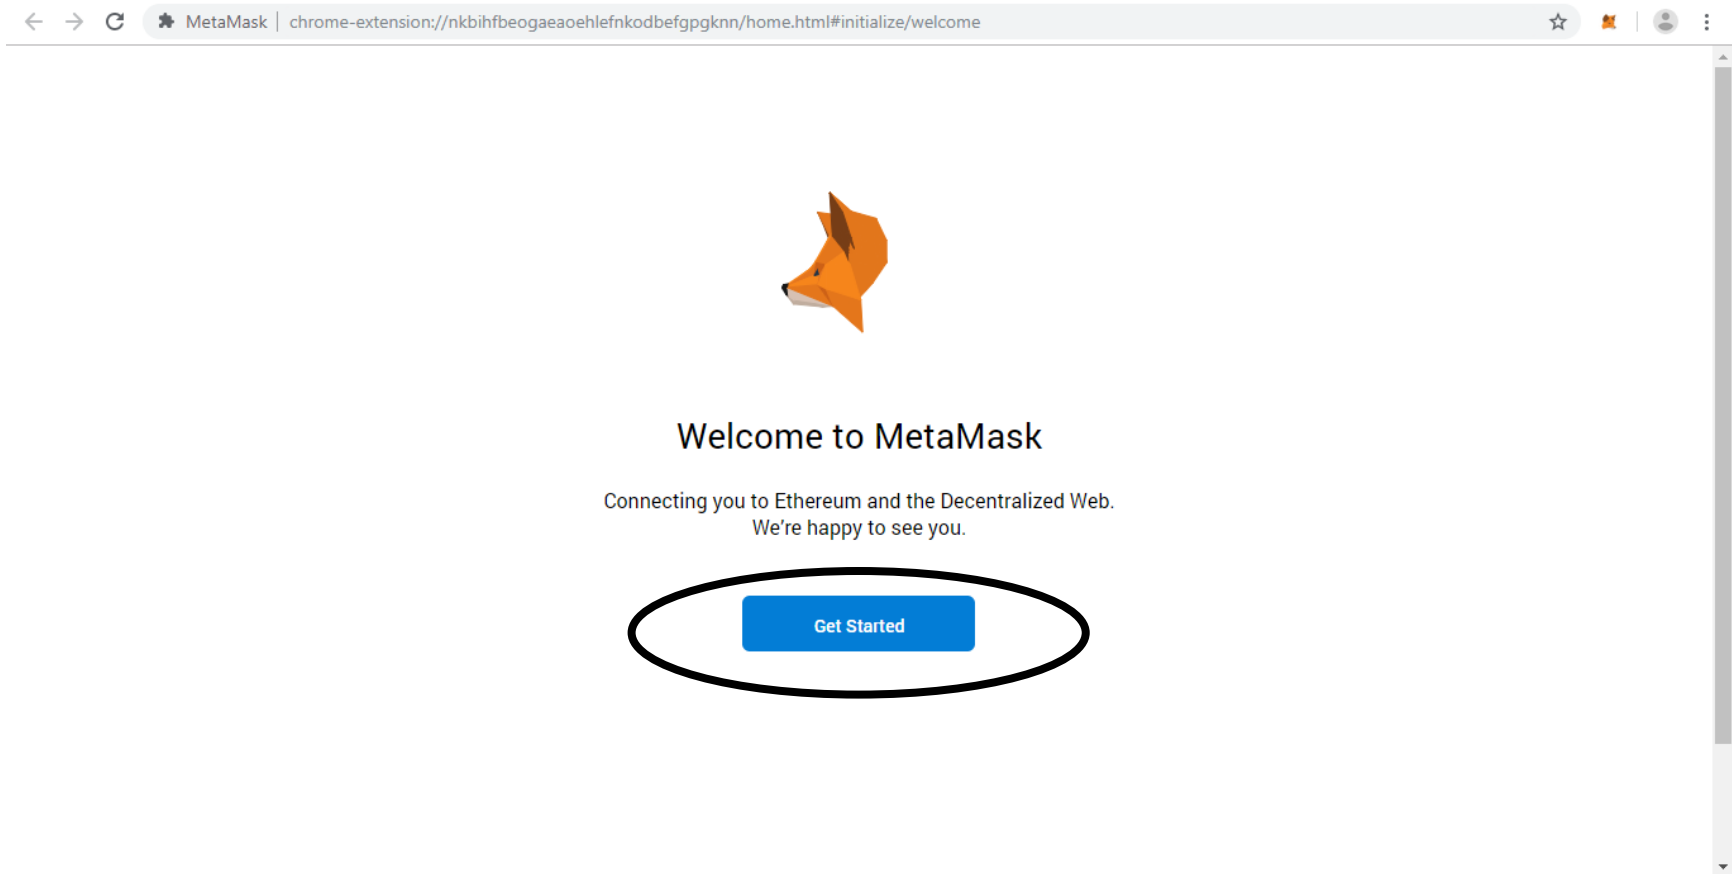 MetaMask | chrome-extension://nkbihfbeogaeaoehlefnkodbefgpgknn/home.html#initialize/welcome
Welcome to MetaMask
Connecting you to Ethereum and the Decentralized Web.
We're happy to see you.
Get Started